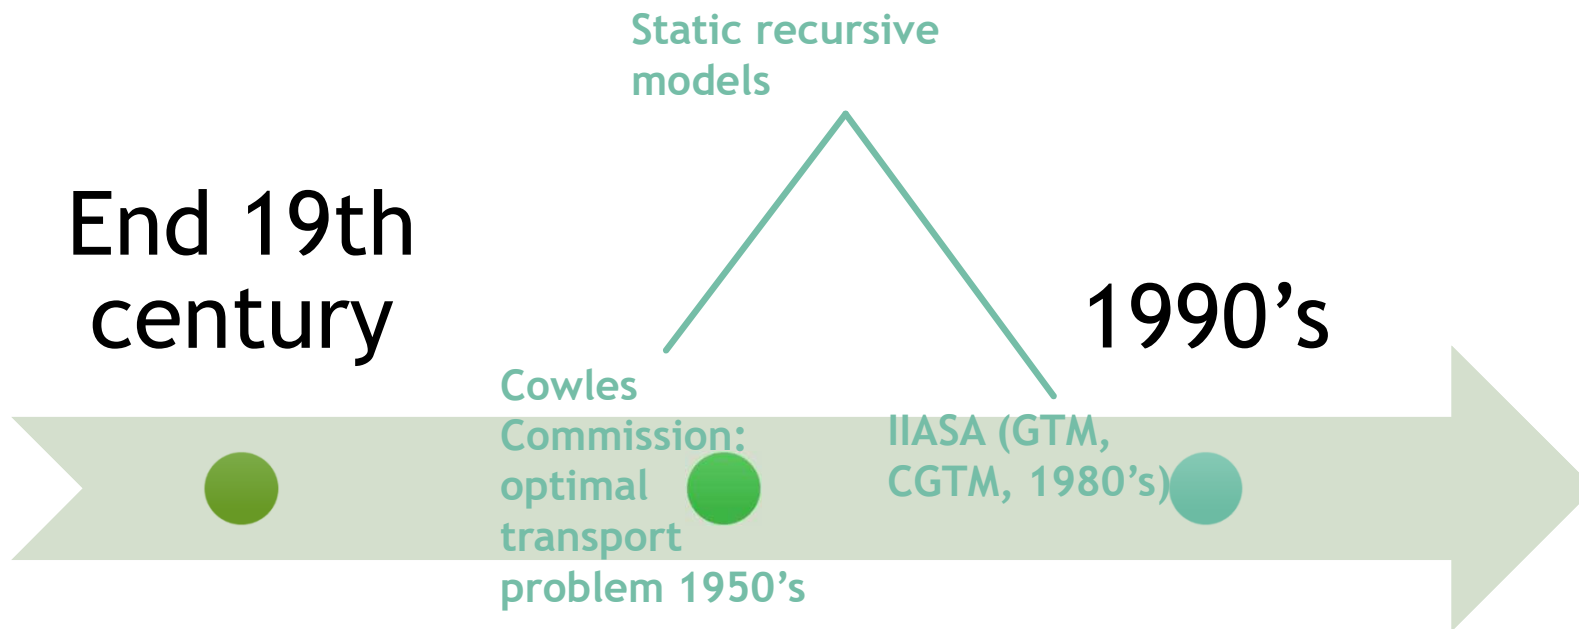 Static recursive
models
End 19th
century
1990’s
Cowles
Commission:
optimal
transport
problem 1950’s
IIASA (GTM,
CGTM, 1980’s)